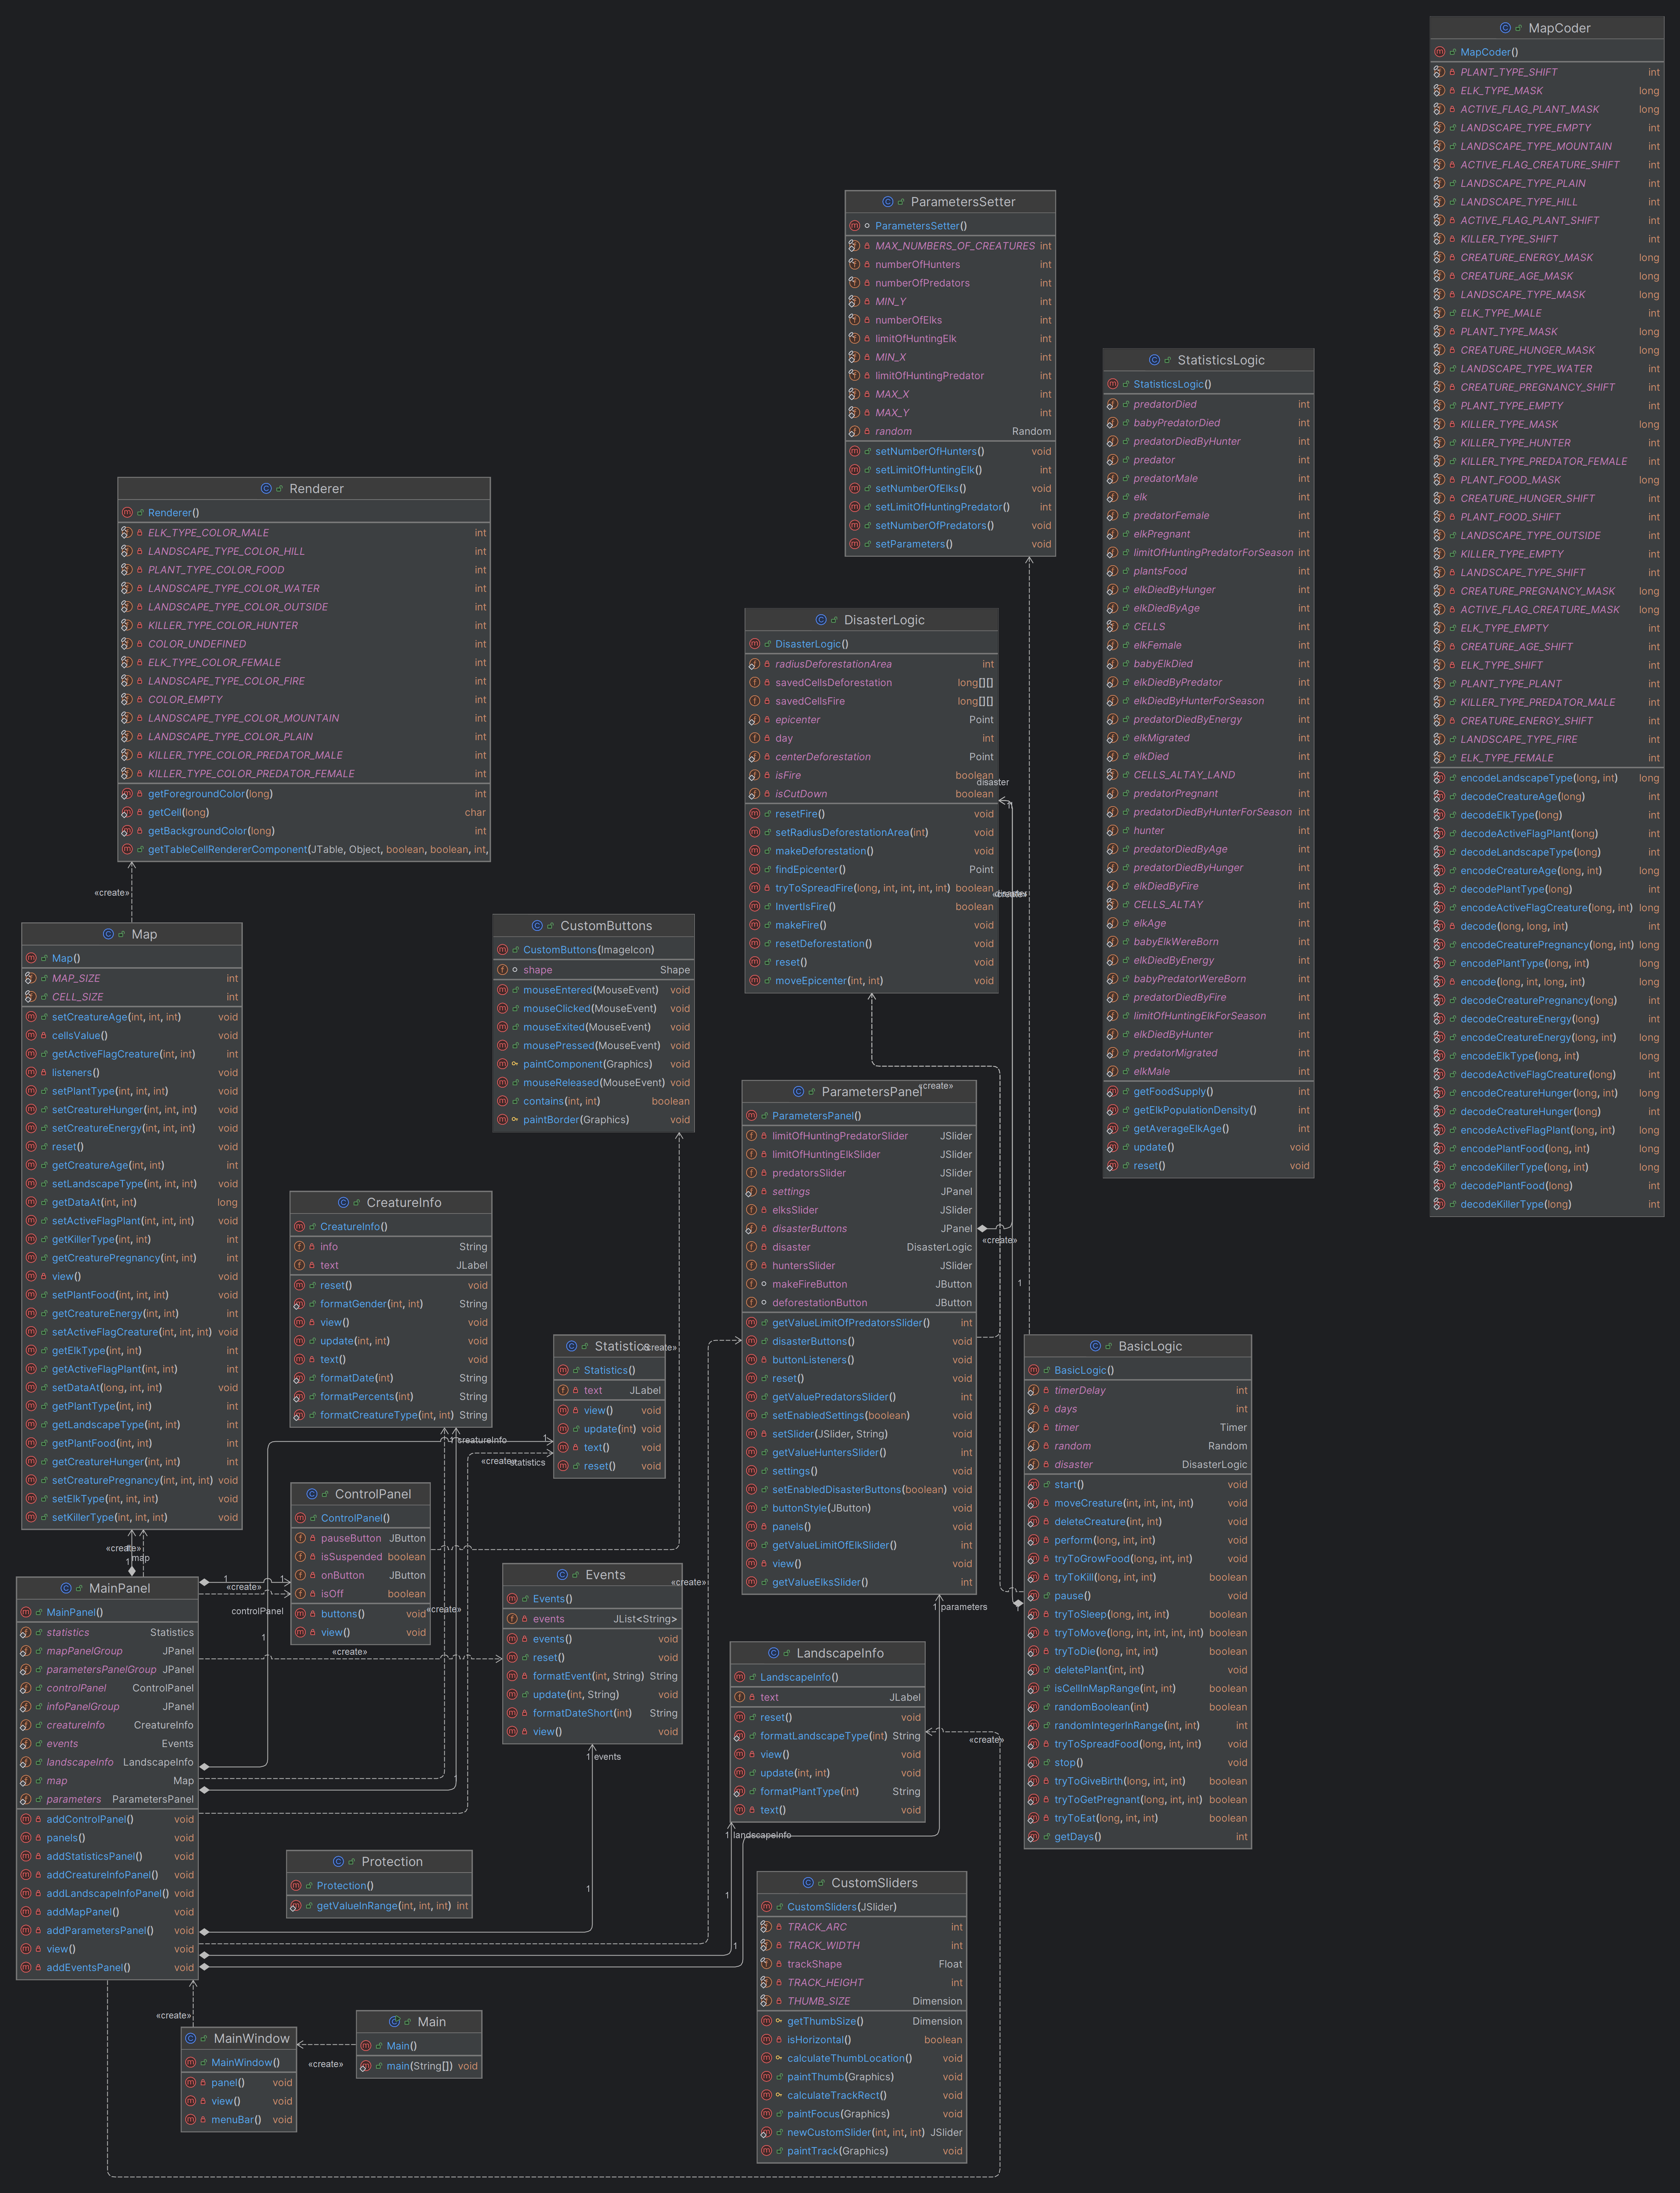 MapCoder
MapCoder()
PLANT_TYPE_SHIFT int
ELK_TYPE_MASK long
ACTIVE_FLAG_PLANT_MASK long
LANDSCAPE_TYPE_EMPTY int
LANDSCAPE_TYPE_MOUNTAIN int
ACTIVE_FLAG_CREATURE_SHIFT int
LANDSCAPE_TYPE_PLAIN int
LANDSCAPE_TYPE_HILL int
ACTIVE_FLAG_PLANT_SHIFT int
KILLER_TYPE_SHIFT int
CREATURE_ENERGY_MASK long
CREATURE_AGE_MASK long
LANDSCAPE_TYPE_MASK long
ELK_TYPE_MALE int
PLANT_TYPE_MASK long
CREATURE_HUNGER_MASK long
LANDSCAPE_TYPE_WATER int
CREATURE_PREGNANCY_SHIFT int
PLANT_TYPE_EMPTY int
KILLER_TYPE_MASK long
KILLER_TYPE_HUNTER int
KILLER_TYPE_PREDATOR_FEMALE int
PLANT_FOOD_MASK long
CREATURE_HUNGER_SHIFT int
PLANT_FOOD_SHIFT int
LANDSCAPE_TYPE_OUTSIDE int
KILLER_TYPE_EMPTY int
LANDSCAPE_TYPE_SHIFT int
CREATURE_PREGNANCY_MASK long
ACTIVE_FLAG_CREATURE_MASK long
ELK_TYPE_EMPTY int
CREATURE_AGE_SHIFT int
ELK_TYPE_SHIFT int
PLANT_TYPE_PLANT int
KILLER_TYPE_PREDATOR_MALE int
CREATURE_ENERGY_SHIFT int
LANDSCAPE_TYPE_FIRE int
ELK_TYPE_FEMALE int
encodeLandscapeType(long, int) long
decodeCreatureAge(long) int
decodeElkType(long) int
decodeActiveFlagPlant(long) int
decodeLandscapeType(long) int
encodeCreatureAge(long, int) long
decodePlantType(long) int
encodeActiveFlagCreature(long, int) long
decode(long, long, int) int
encodeCreaturePregnancy(long, int) long
encodePlantType(long, int) long
encode(long, int, long, int) long
decodeCreaturePregnancy(long) int
decodeCreatureEnergy(long) int
encodeCreatureEnergy(long, int) long
encodeElkType(long, int) long
decodeActiveFlagCreature(long) int
encodeCreatureHunger(long, int) long
decodeCreatureHunger(long) int
encodeActiveFlagPlant(long, int) long
encodePlantFood(long, int) long
encodeKillerType(long, int) long
decodePlantFood(long) int
decodeKillerType(long) int
ParametersSetter
ParametersSetter()
MAX_NUMBERS_OF_CREATURES int
numberOfHunters int
numberOfPredators int
MIN_Y int
numberOfElks int
limitOfHuntingElk int
MIN_X int
limitOfHuntingPredator int
MAX_X int
MAX_Y int
random Random
setNumberOfHunters() void
setLimitOfHuntingElk() int
setNumberOfElks() void
setLimitOfHuntingPredator() int
setNumberOfPredators() void
setParameters() void
StatisticsLogic
StatisticsLogic()
predatorDied int
babyPredatorDied int
predatorDiedByHunter int
predator int
predatorMale int
elk int
predatorFemale int
elkPregnant int
limitOfHuntingPredatorForSeason int
plantsFood int
elkDiedByHunger int
elkDiedByAge int
CELLS int
elkFemale int
babyElkDied int
elkDiedByPredator int
elkDiedByHunterForSeason int
predatorDiedByEnergy int
elkMigrated int
elkDied int
CELLS_ALTAY_LAND int
predatorPregnant int
predatorDiedByHunterForSeason int
hunter int
predatorDiedByAge int
predatorDiedByHunger int
elkDiedByFire int
CELLS_ALTAY int
elkAge int
babyElkWereBorn int
elkDiedByEnergy int
babyPredatorWereBorn int
predatorDiedByFire int
limitOfHuntingElkForSeason int
elkDiedByHunter int
predatorMigrated int
elkMale int
getFoodSupply() int
getElkPopulationDensity() int
getAverageElkAge() int
update() void
reset() void
Renderer
Renderer()
ELK_TYPE_COLOR_MALE int
LANDSCAPE_TYPE_COLOR_HILL int
PLANT_TYPE_COLOR_FOOD int
LANDSCAPE_TYPE_COLOR_WATER int
LANDSCAPE_TYPE_COLOR_OUTSIDE int
KILLER_TYPE_COLOR_HUNTER int
COLOR_UNDEFINED int
ELK_TYPE_COLOR_FEMALE int
LANDSCAPE_TYPE_COLOR_FIRE int
COLOR_EMPTY int
LANDSCAPE_TYPE_COLOR_MOUNTAIN int
LANDSCAPE_TYPE_COLOR_PLAIN int
KILLER_TYPE_COLOR_PREDATOR_MALE int
KILLER_TYPE_COLOR_PREDATOR_FEMALE int
getForegroundColor(long) int
getCell(long) char
getBackgroundColor(long) int
getTableCellRendererComponent(JTable, Object, boolean, boolean, int,
«create»
DisasterLogic
DisasterLogic()
radiusDeforestationArea int
savedCellsDeforestation long[][]
savedCellsFire long[][]
epicenter Point
day int
centerDeforestation Point
isFire boolean
isCutDown boolean
resetFire() void
setRadiusDeforestationArea(int) void
makeDeforestation() void
findEpicenter() Point
tryToSpreadFire(long, int, int, int, int) boolean
InvertIsFire() boolean
makeFire() void
resetDeforestation() void
reset() void
moveEpicenter(int, int) void
disaster
1
«create»
Map
Map()
MAP_SIZE int
CELL_SIZE int
setCreatureAge(int, int, int) void
cellsValue() void
getActiveFlagCreature(int, int) int
listeners() void
setPlantType(int, int, int) void
setCreatureHunger(int, int, int) void
setCreatureEnergy(int, int, int) void
reset() void
getCreatureAge(int, int) int
setLandscapeType(int, int, int) void
getDataAt(int, int) long
setActiveFlagPlant(int, int, int) void
getKillerType(int, int) int
getCreaturePregnancy(int, int) int
view() void
setPlantFood(int, int, int) void
getCreatureEnergy(int, int) int
setActiveFlagCreature(int, int, int) void
getElkType(int, int) int
getActiveFlagPlant(int, int) int
setDataAt(long, int, int) void
getPlantType(int, int) int
getLandscapeType(int, int) int
getPlantFood(int, int) int
getCreatureHunger(int, int) int
setCreaturePregnancy(int, int, int) void
setElkType(int, int, int) void
setKillerType(int, int, int) void
CustomButtons
CustomButtons(ImageIcon)
shape Shape
mouseEntered(MouseEvent) void
mouseClicked(MouseEvent) void
mouseExited(MouseEvent) void
mousePressed(MouseEvent) void
paintComponent(Graphics) void
mouseReleased(MouseEvent) void
contains(int, int) boolean
paintBorder(Graphics) void
«create»
ParametersPanel
ParametersPanel()
limitOfHuntingPredatorSlider JSlider
limitOfHuntingElkSlider JSlider
predatorsSlider JSlider
settings JPanel
elksSlider JSlider
disasterButtons JPanel
disaster DisasterLogic
huntersSlider JSlider
makeFireButton JButton
deforestationButton JButton
getValueLimitOfPredatorsSlider() int
disasterButtons() void
buttonListeners() void
reset() void
getValuePredatorsSlider() int
setEnabledSettings(boolean) void
setSlider(JSlider, String) void
getValueHuntersSlider() int
settings() void
setEnabledDisasterButtons(boolean) void
buttonStyle(JButton) void
panels() void
getValueLimitOfElkSlider() int
view() void
getValueElksSlider() int
«create»
1
CreatureInfo
CreatureInfo()
info String
text JLabel
reset() void
formatGender(int, int) String
view() void
update(int, int) void
text() void
formatDate(int) String
formatPercents(int) String
formatCreatureType(int, int) String
1 creatureInfo
Statistics
«create»
Statistics()
text JLabel
view() void
update(int) void
text() void
reset() void
1
«create»
statistics
BasicLogic
BasicLogic()
timerDelay int
days int
timer Timer
random Random
disaster DisasterLogic
start() void
moveCreature(int, int, int, int) void
deleteCreature(int, int) void
perform(long, int, int) void
tryToGrowFood(long, int, int) void
tryToKill(long, int, int) boolean
pause() void
tryToSleep(long, int, int) boolean
tryToMove(long, int, int, int, int) boolean
tryToDie(long, int, int) boolean
deletePlant(int, int) void
isCellInMapRange(int, int) boolean
randomBoolean(int) boolean
randomIntegerInRange(int, int) int
tryToSpreadFood(long, int, int) void
stop() void
tryToGiveBirth(long, int, int) boolean
tryToGetPregnant(long, int, int) boolean
tryToEat(long, int, int) boolean
getDays() int
1
ControlPanel
ControlPanel()
pauseButton JButton
isSuspended boolean
onButton JButton
isOff boolean
buttons() void
view() void
«create»
1
map
1
1
«create»
controlPanel
1
«create»
«create»
«create»
MainPanel
MainPanel()
statistics Statistics
mapPanelGroup JPanel
parametersPanelGroup JPanel
controlPanel ControlPanel
infoPanelGroup JPanel
creatureInfo CreatureInfo
events Events
landscapeInfo LandscapeInfo
map Map
parameters ParametersPanel
addControlPanel() void
panels() void
addStatisticsPanel() void
addCreatureInfoPanel() void
addLandscapeInfoPanel() void
addMapPanel() void
addParametersPanel() void
view() void
addEventsPanel() void
Events
Events()
events JList<String>
events() void
reset() void
formatEvent(int, String) String
update(int, String) void
formatDateShort(int) String
view() void
1 events
1
1 parameters
LandscapeInfo
LandscapeInfo()
text JLabel
reset() void
formatLandscapeType(int) String
view() void
update(int, int) void
formatPlantType(int) String
text() void
«create»
1 landscapeInfo
1
1
Protection
Protection()
getValueInRange(int, int, int) int
CustomSliders
CustomSliders(JSlider)
TRACK_ARC int
TRACK_WIDTH int
trackShape Float
TRACK_HEIGHT int
THUMB_SIZE Dimension
getThumbSize() Dimension
isHorizontal() boolean
calculateThumbLocation() void
paintThumb(Graphics) void
calculateTrackRect() void
paintFocus(Graphics) void
newCustomSlider(int, int, int) JSlider
paintTrack(Graphics) void
«create»
MainWindow
MainWindow()
panel() void
view() void
menuBar() void
«create»
Main
Main()
main(String[]) void